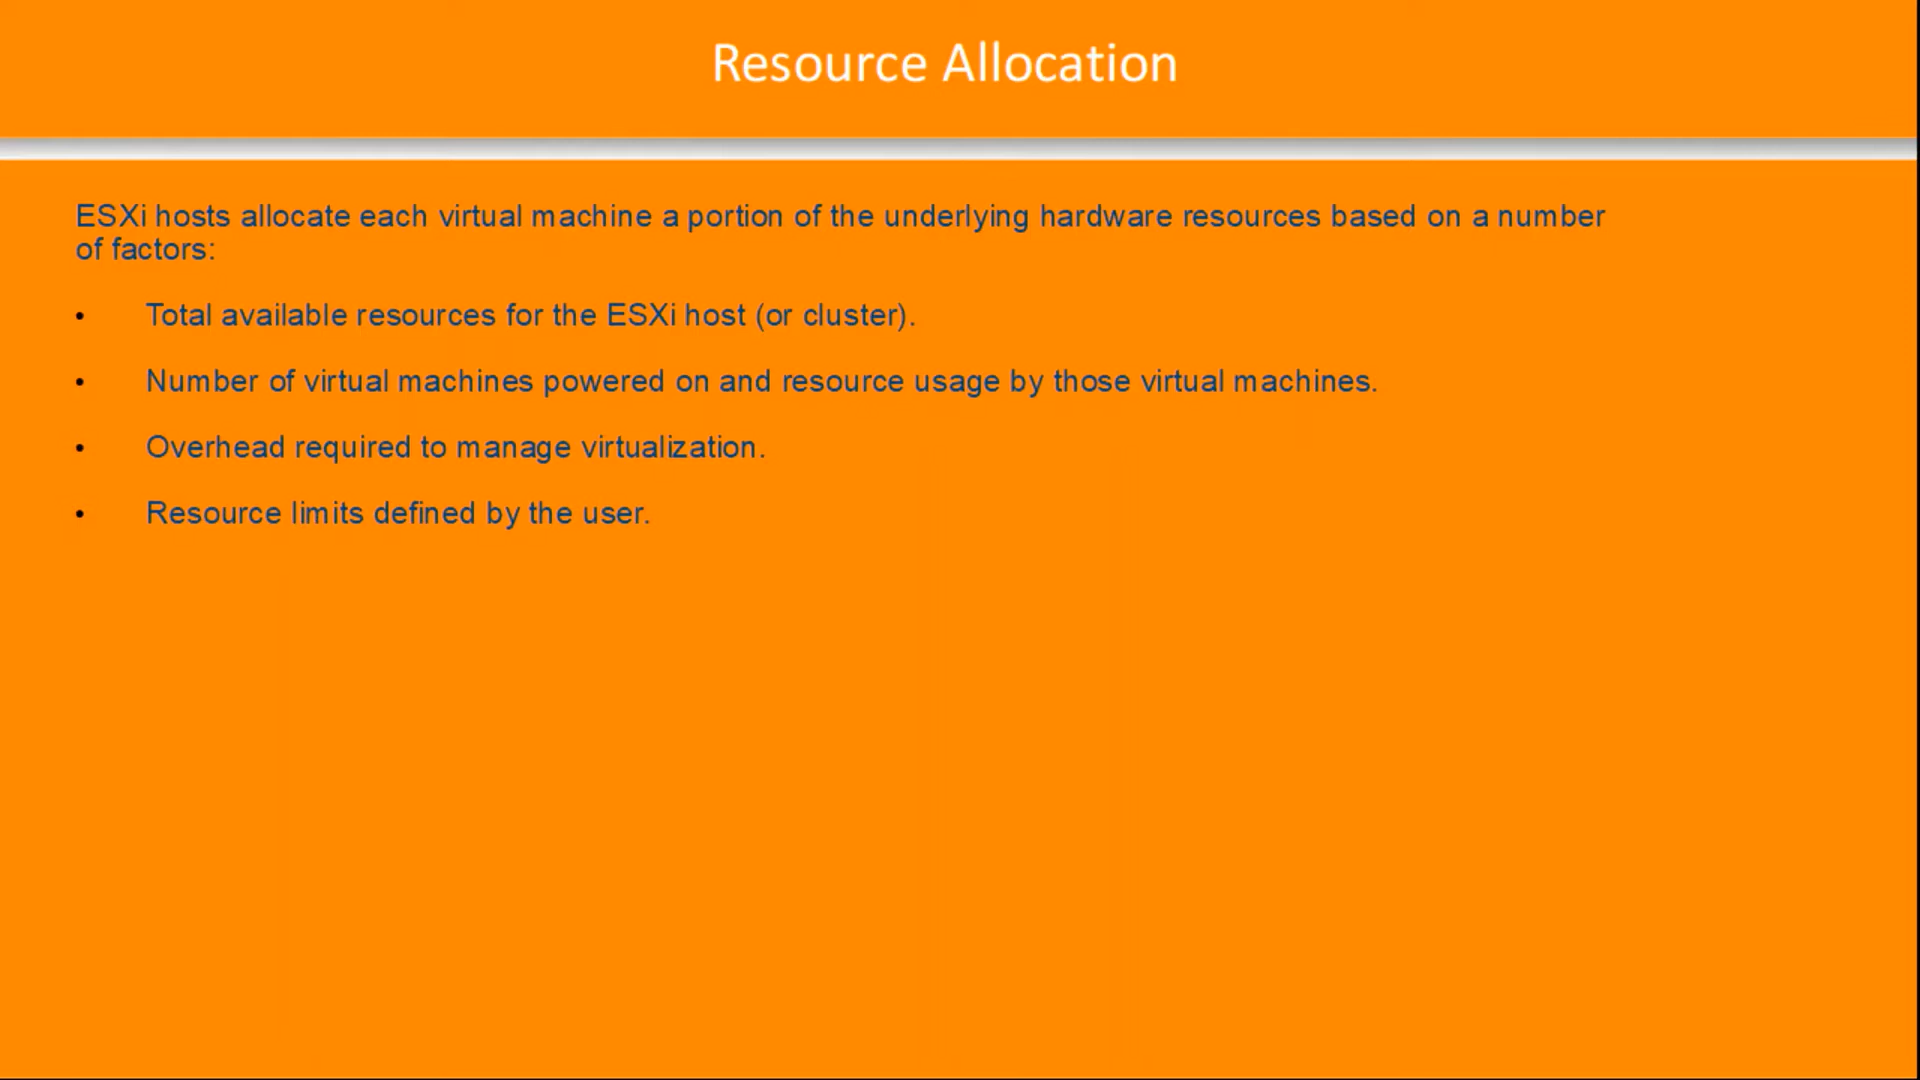 Resource Allocation
ESXi hosts allocate each virtual machine a portion of the underlying hardware resources based on a number
of factors:
• Total available resources for the ESXi host (or cluster).
• Number of virtual machines powered on and resource usage by those virtual machines.
• Overhead required to manage virtualization.
• Resource limits defined by the user.